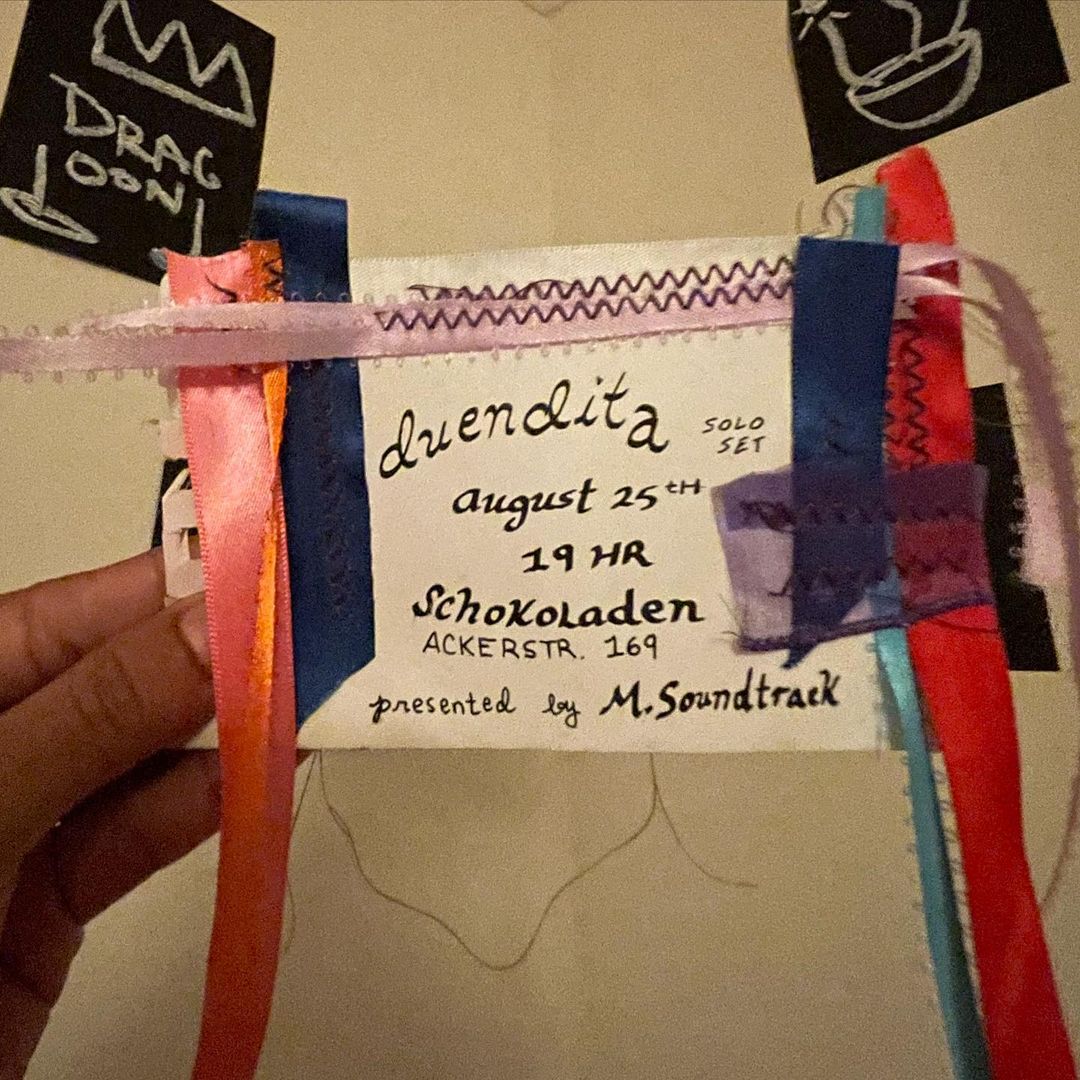 DRAG
OON!
duendita
SOLO
SET
august 25th
19 HR
Schokoladen
ACKERSTR. 169
presented by M.Soundtrack